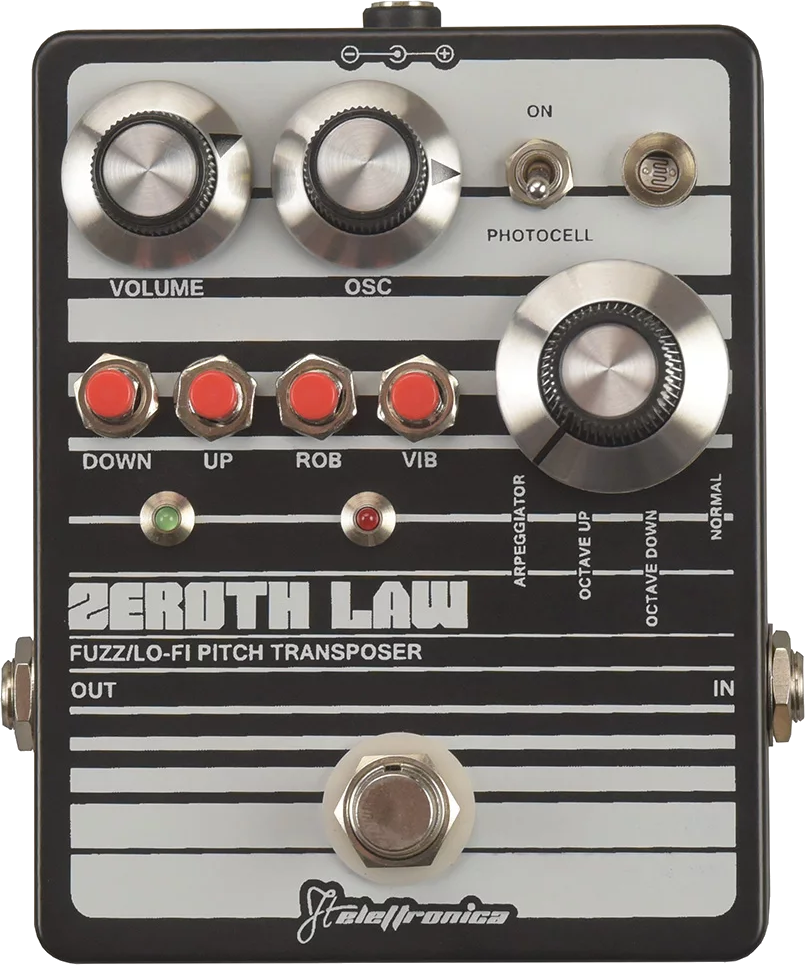 ON
PHOTOCELL
VOLUME
OSC
DOWN
UP
ROB
VIB
ARPEGGIATOR
OCTAVE UP
OCTAVE DOWN
NORMAL
ZEROTH LAW
FUZZ/LO-FI PITCH TRANSPOSER
OUT
IN
JT elettronica